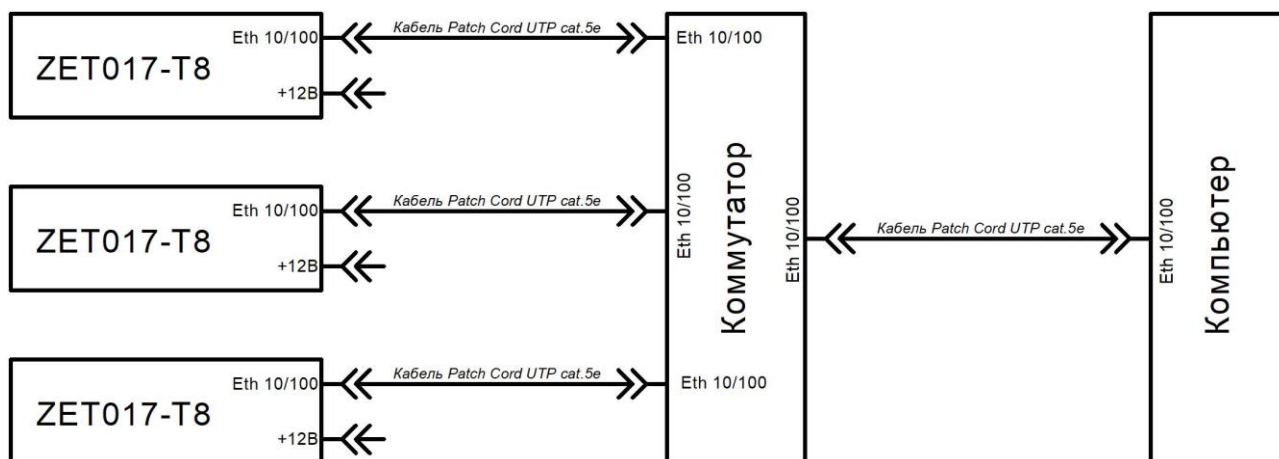 Eth 10/100
Кабель Patch Cord UTP cat.5e
Eth 10/100
ZET017-T8
+12В
Eth 10/100
Кабель Patch Cord UTP cat.5e
Eth 10/100
ZET017-T8
+12В
Eth 10/100
Кабель Patch Cord UTP cat.5e
Eth 10/100
ZET017-T8
+12В
Коммутатор
Eth 10/100
Кабель Patch Cord UTP cat.5e
Eth 10/100
Компьютер